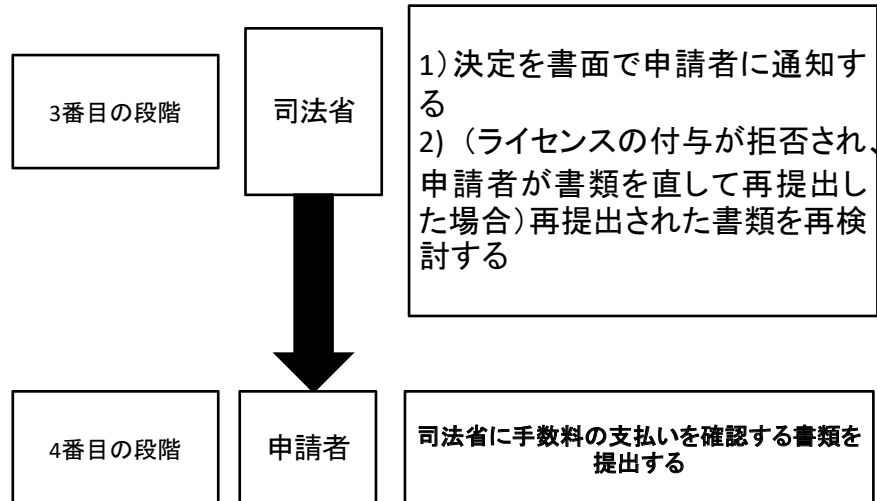 3番目の段階
司法省
1）決定を書面で申請者に通知す
る
2) （ライセンスの付与が拒否され、
申請者が書類を直して再提出し
た場合）再提出された書類を再検
討する
4番目の段階
申請者
司法省に手数料の支払いを確認する書類を
提出する